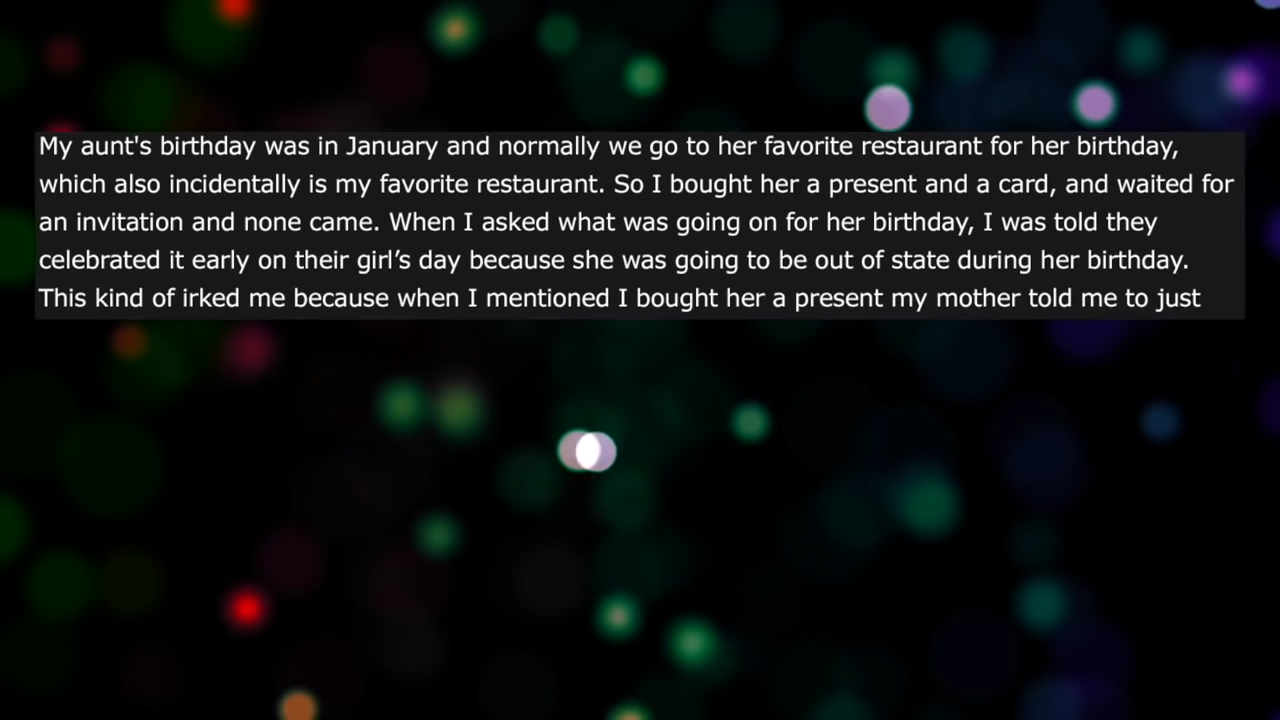 My aunt's birthday was in January and normally we go to her favorite restaurant for her birthday,
which also incidentally is my favorite restaurant. So I bought her a present and a card, and waited for
an invitation and none came. When I asked what was going on for her birthday, I was told they
celebrated it early on their girl’s day because she was going to be out of state during her birthday.
This kind of irked me because when I mentioned I bought her a present my mother told me to just